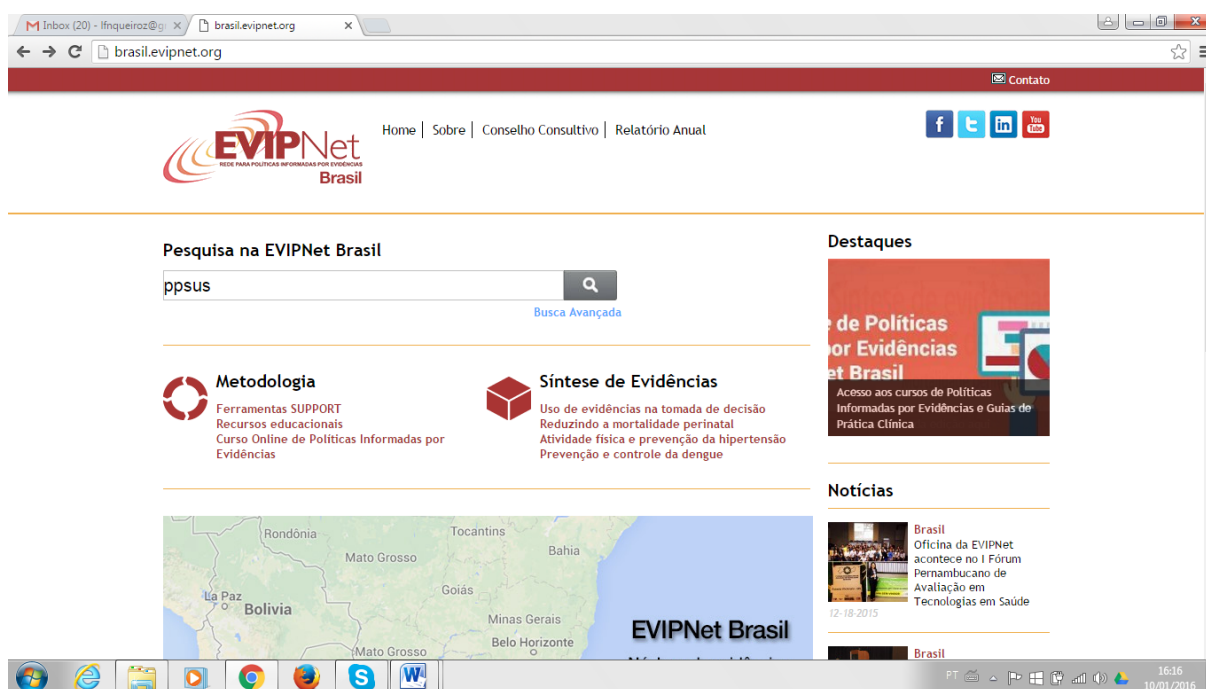 Inbox (20) - lfnqueiroz@g
brasil.evipnet.org
brasil.evipnet.org
Contato
EVIPNet
REDE PARA POLÍTICAS INFORMADAS POR EVIDÊNCIAS
Brasil
Home | Sobre | Conselho Consultivo | Relatório Anual
You
Tube
Pesquisa na EVIPNet Brasil
ppsus
Busca Avançada
Metodologia
Ferramentas SUPPORT
Recursos educacionais
Curso Online de Políticas Informadas por
Evidências
Síntese de Evidências
Uso de evidências na tomada de decisão
Reduzindo a mortalidade perinatal
Atividade física e prevenção da hipertensão
Prevenção e controle da dengue
Destaques
de Políticas
or Evidências
et Brasil
Acesso aos cursos de Políticas
Informadas por Evidências e Guias de
Prática Clínica
Notícias
Brasil
Oficina da EVIPNet
acontece no I Fórum
Pernambucano de
Avaliação em
Tecnologias em Saúde
12-18-2015
Brasil
Rondônia
Tocantins
Mato Grosso
Bahia
Goiás
La Paz
Bolivia
Minas Gerais
Belo Horizonte
Mato Grosso
EVIPNet Brasil
PT
16:16
10/01/2016